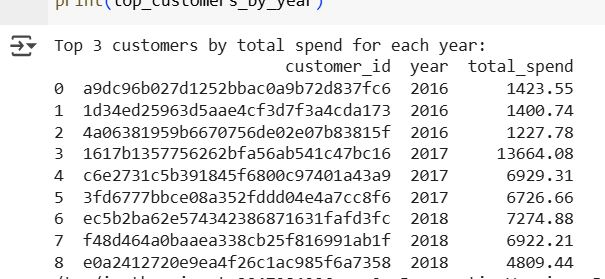 print(top_customers_by_year)
Top 3 customers by total spend for each year:
customer_id year total_spend
0 a9dc96b027d1252bbac0a9b72d837fc6 2016 1423.55
1 1d34ed25963d5aae4cf3d7f3a4cda173 2016 1400.74
2 4a06381959b6670756de02e07b83815f 2016 1227.78
3 1617b1357756262bfa56ab541c47bc16 2017 13664.08
4 c6e2731c5b391845f6800c97401a43a9 2017 6929.31
5 3fd6777bbce08a352fddd04e4a7cc8f6 2017 6726.66
6 ec5b2ba62e574342386871631fafd3fc 2018 7274.88
7 f48d464a0baaea338cb25f816991ab1f 2018 6922.21
8 e0a2412720e9ea4f26c1ac985f6a7358 2018 4809.44